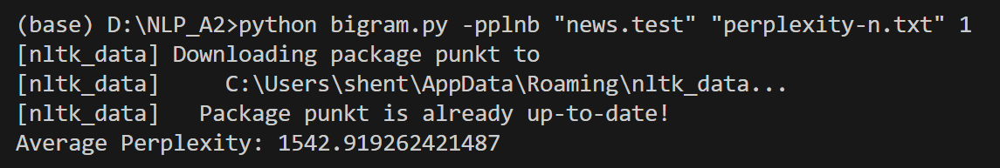 (base) D:\NLP_A2>python bigram.py -pplnb "news.test" "perplexity-n.txt" 1
[nltk_data] Downloading package punkt to
[nltk_data]     C:\Users\shent\AppData\Roaming\nltk_data...
[nltk_data]   Package punkt is already up-to-date!
Average Perplexity: 1542.919262421487